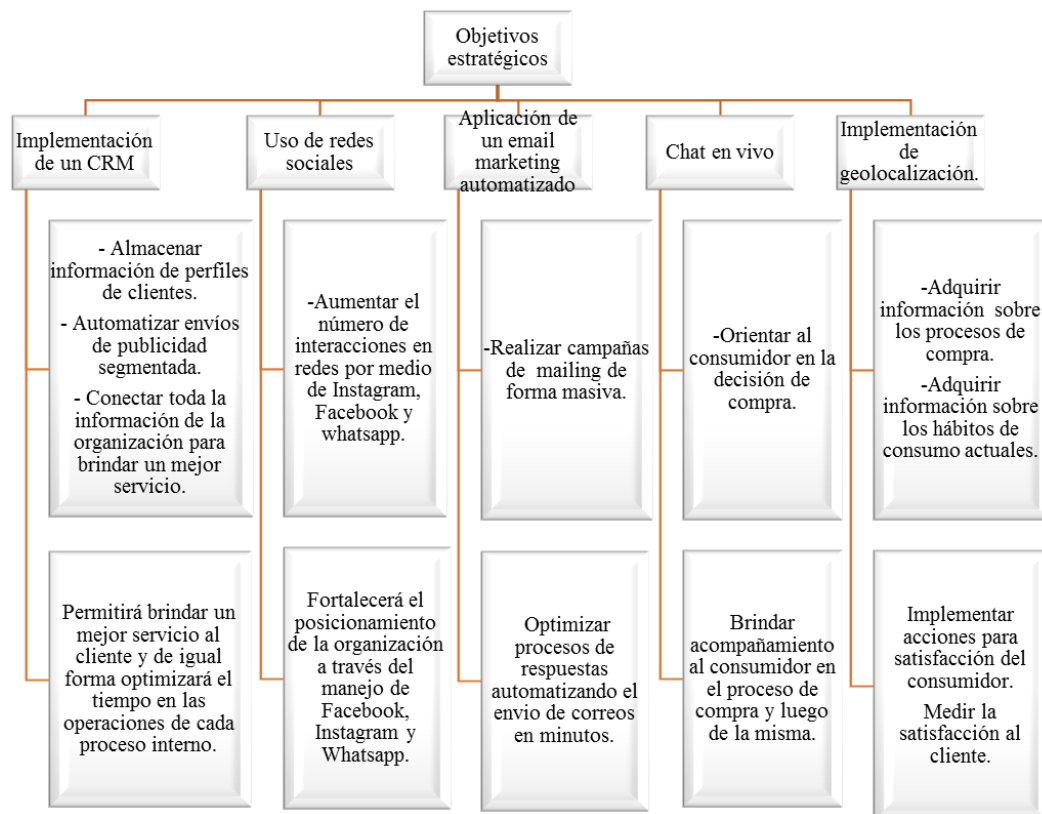 Objetivos
estratégicos
Implementación
de un CRM
Uso de redes
sociales
Aplicación de
un email
marketing
automatizado
Chat en vivo
Implementación
de
geolocalización.
- Almacenar
información de perfiles
de clientes.
- Automatizar envíos
de publicidad
segmentada.
- Conectar toda la
información de la
organización para
brindar un mejor
servicio.
-Aumentar el
número de
interacciones en
redes por medio
de Instagram,
Facebook y
whatsapp.
-Realizar campañas
de mailing de
forma masiva.
-Orientar al
consumidor en la
decisión de
compra.
-Adquirir
información sobre
los procesos de
compra.
-Adquirir
información sobre
los hábitos de
consumo actuales.
Permitirá brindar un
mejor servicio al
cliente y de igual
forma optimizará el
tiempo en las
operaciones de cada
proceso interno.
Fortalecerá el
posicionamiento
de la organización
a través del
manejo de
Facebook,
Instagram y
Whatsapp.
Optimizar
procesos de
respuestas
automatizando el
envio de correos
en minutos.
Brindar
acompañamiento
al consumidor en
el proceso de
compra y luego
de la misma.
Implementar
acciones para
satisfacción del
consumidor.
Medir la
satisfacción al
cliente.